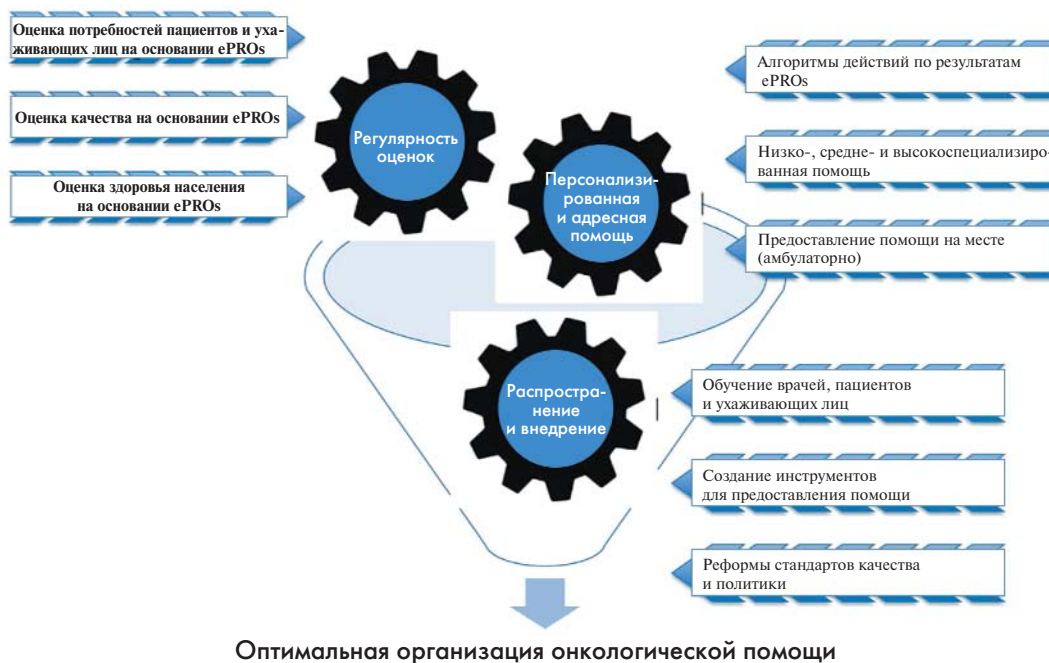 Оценка потребностей пациентов и уха-
живающих лиц на основании ePROs
Оценка качества на основании ePROs
Оценка здоровья населения
на основании ePROs
Регулярность
оценок
Персонализи-
рованная
и адресная
помощь
Алгоритмы действий по результатам
ePROs
Низко-, средне- и высокоспециализиро-
ванная помощь
Предоставление помощи на месте
(амбулаторно)
Распростра-
нение
и внедрение
Обучение врачей, пациентов
и ухаживающих лиц
Создание инструментов
для предоставления помощи
Реформы стандартов качества
и политики
Оптимальная организация онкологической помощи